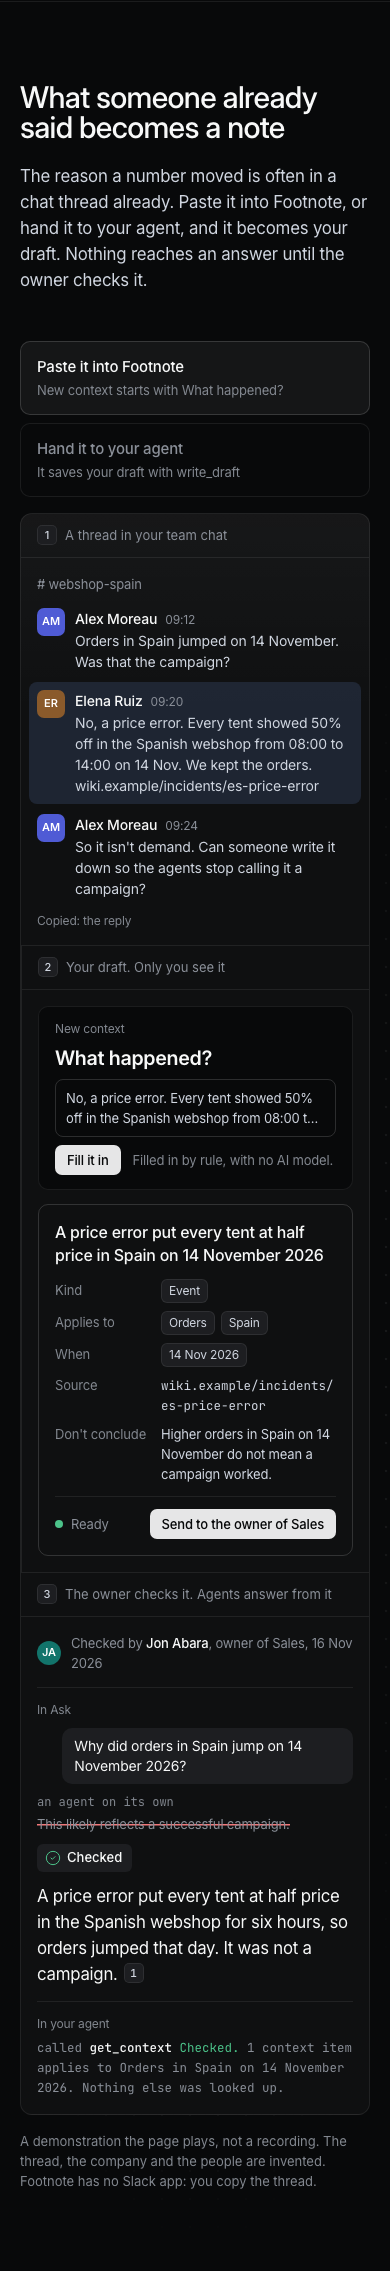 What someone already
said becomes a note
The reason a number moved is often in a
chat thread already. Paste it into Footnote, or
hand it to your agent, and it becomes your
draft. Nothing reaches an answer until the
owner checks it.
Paste it into Footnote
New context starts with What happened?
Hand it to your agent
It saves your draft with write_draft
1 A thread in your team chat
# webshop-spain
AM Alex Moreau 09:12
Orders in Spain jumped on 14 November.
Was that the campaign?
ER Elena Ruiz 09:20
No, a price error. Every tent showed 50%
off in the Spanish webshop from 08:00 to
14:00 on 14 Nov. We kept the orders.
wiki.example/incidents/es-price-error
AM Alex Moreau 09:24
So it isn't demand. Can someone write it
down so the agents stop calling it a
campaign?
Copied: the reply
2 Your draft. Only you see it
New context
What happened?
No, a price error. Every tent showed 50%
off in the Spanish webshop from 08:00 t…
Fill it in Filled in by rule, with no AI model.
A price error put every tent at half
price in Spain on 14 November 2026
Kind Event
Applies to Orders Spain
When 14 Nov 2026
Source wiki.example/incidents/
es-price-error
Don't conclude Higher orders in Spain on 14
November do not mean a
campaign worked.
Ready Send to the owner of Sales
3 The owner checks it. Agents answer from it
JA Checked by Jon Abara, owner of Sales, 16 Nov
2026
In Ask
Why did orders in Spain jump on 14
November 2026?
an agent on its own
This likely reflects a successful campaign.
Checked
A price error put every tent at half price
in the Spanish webshop for six hours, so
orders jumped that day. It was not a
campaign. 1
In your agent
called get_context Checked. 1 context item
applies to Orders in Spain on 14 November
2026. Nothing else was looked up.
A demonstration the page plays, not a recording. The
thread, the company and the people are invented.
Footnote has no Slack app: you copy the thread.